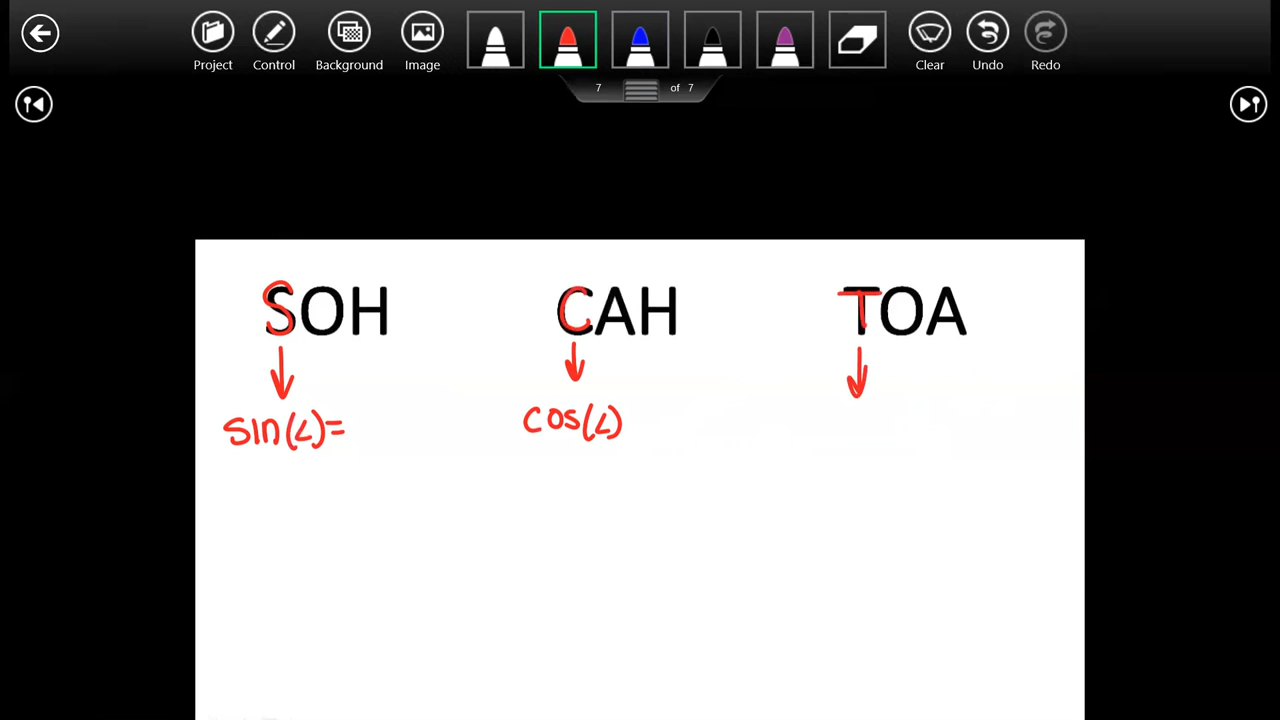 Project Control Background Image Clear Undo Redo
7 of 7
SOH CAH TOA
sin(∠)= cos(∠)